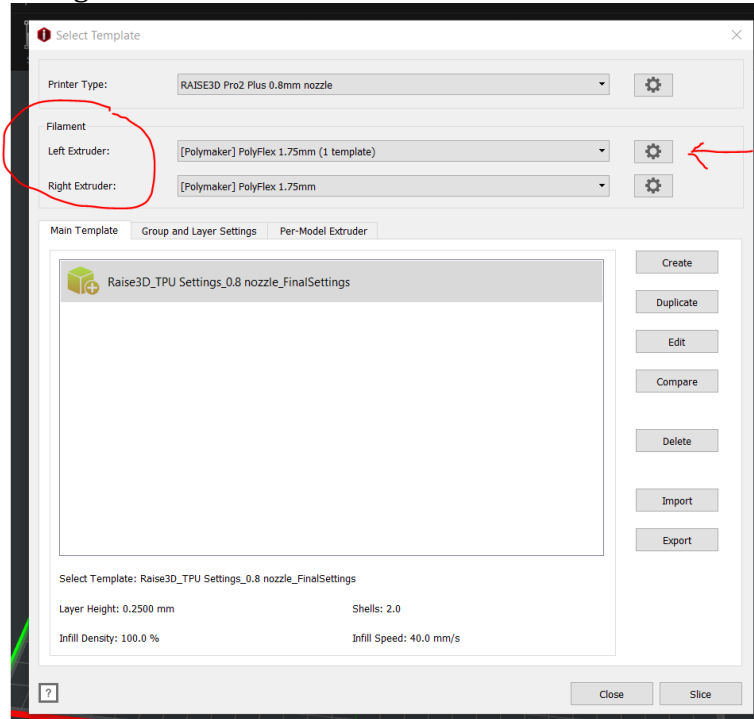 Select Template
Printer Type: RAISE3D Pro2 Plus 0.8mm nozzle
Filament
Left Extruder: [Polymaker] PolyFlex 1.75mm (1 template)
Right Extruder: [Polymaker] PolyFlex 1.75mm
Main Template Group and Layer Settings Per-Model Extruder
Raise3D_TPU Settings_0.8 nozzle_FinalSettings
Create
Duplicate
Edit
Compare
Delete
Import
Export
Select Template: Raise3D_TPU Settings_0.8 nozzle_FinalSettings
Layer Height: 0.2500 mm Shells: 2.0
Infill Density: 100.0 % Infill Speed: 40.0 mm/s
? Close Slice